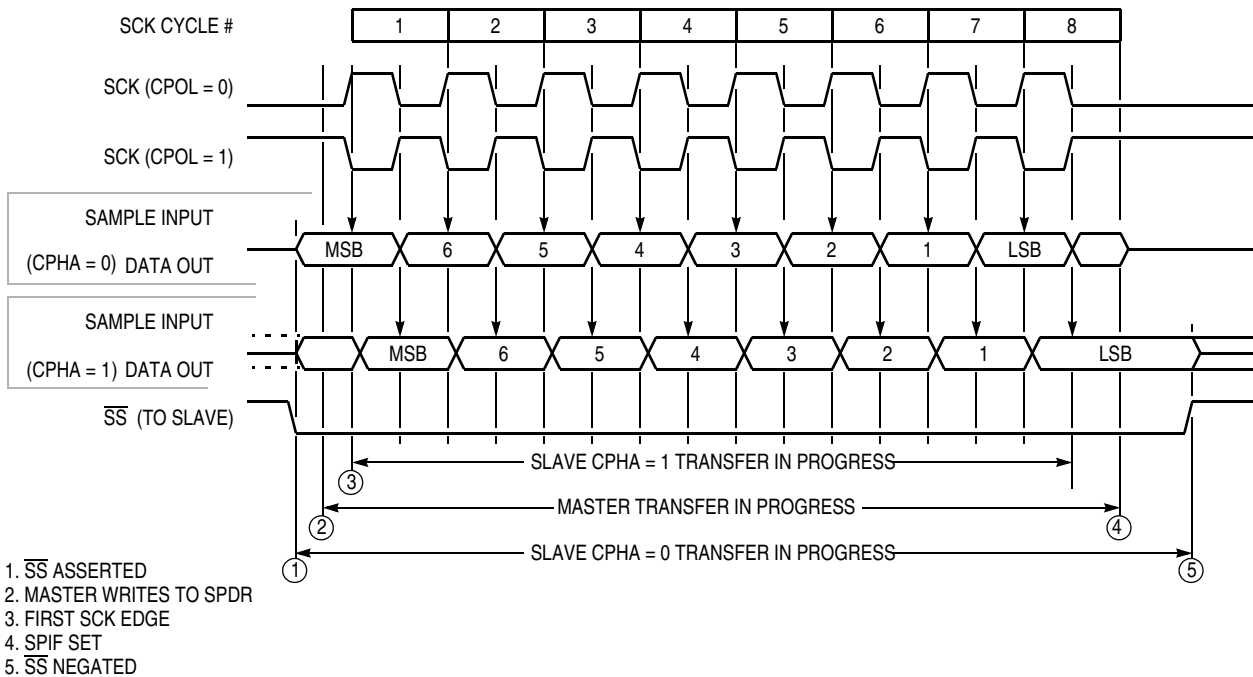 SCK CYCLE # 1 2 3 4 5 6 7 8
SCK (CPOL = 0)
SCK (CPOL = 1)
SAMPLE INPUT
(CPHA = 0) DATA OUT MSB 6 5 4 3 2 1 LSB
SAMPLE INPUT
(CPHA = 1) DATA OUT MSB 6 5 4 3 2 1 LSB
SS (TO SLAVE)
SLAVE CPHA = 1 TRANSFER IN PROGRESS
3
MASTER TRANSFER IN PROGRESS
2 4
SLAVE CPHA = 0 TRANSFER IN PROGRESS
1 5
1. SS ASSERTED
2. MASTER WRITES TO SPDR
3. FIRST SCK EDGE
4. SPIF SET
5. SS NEGATED